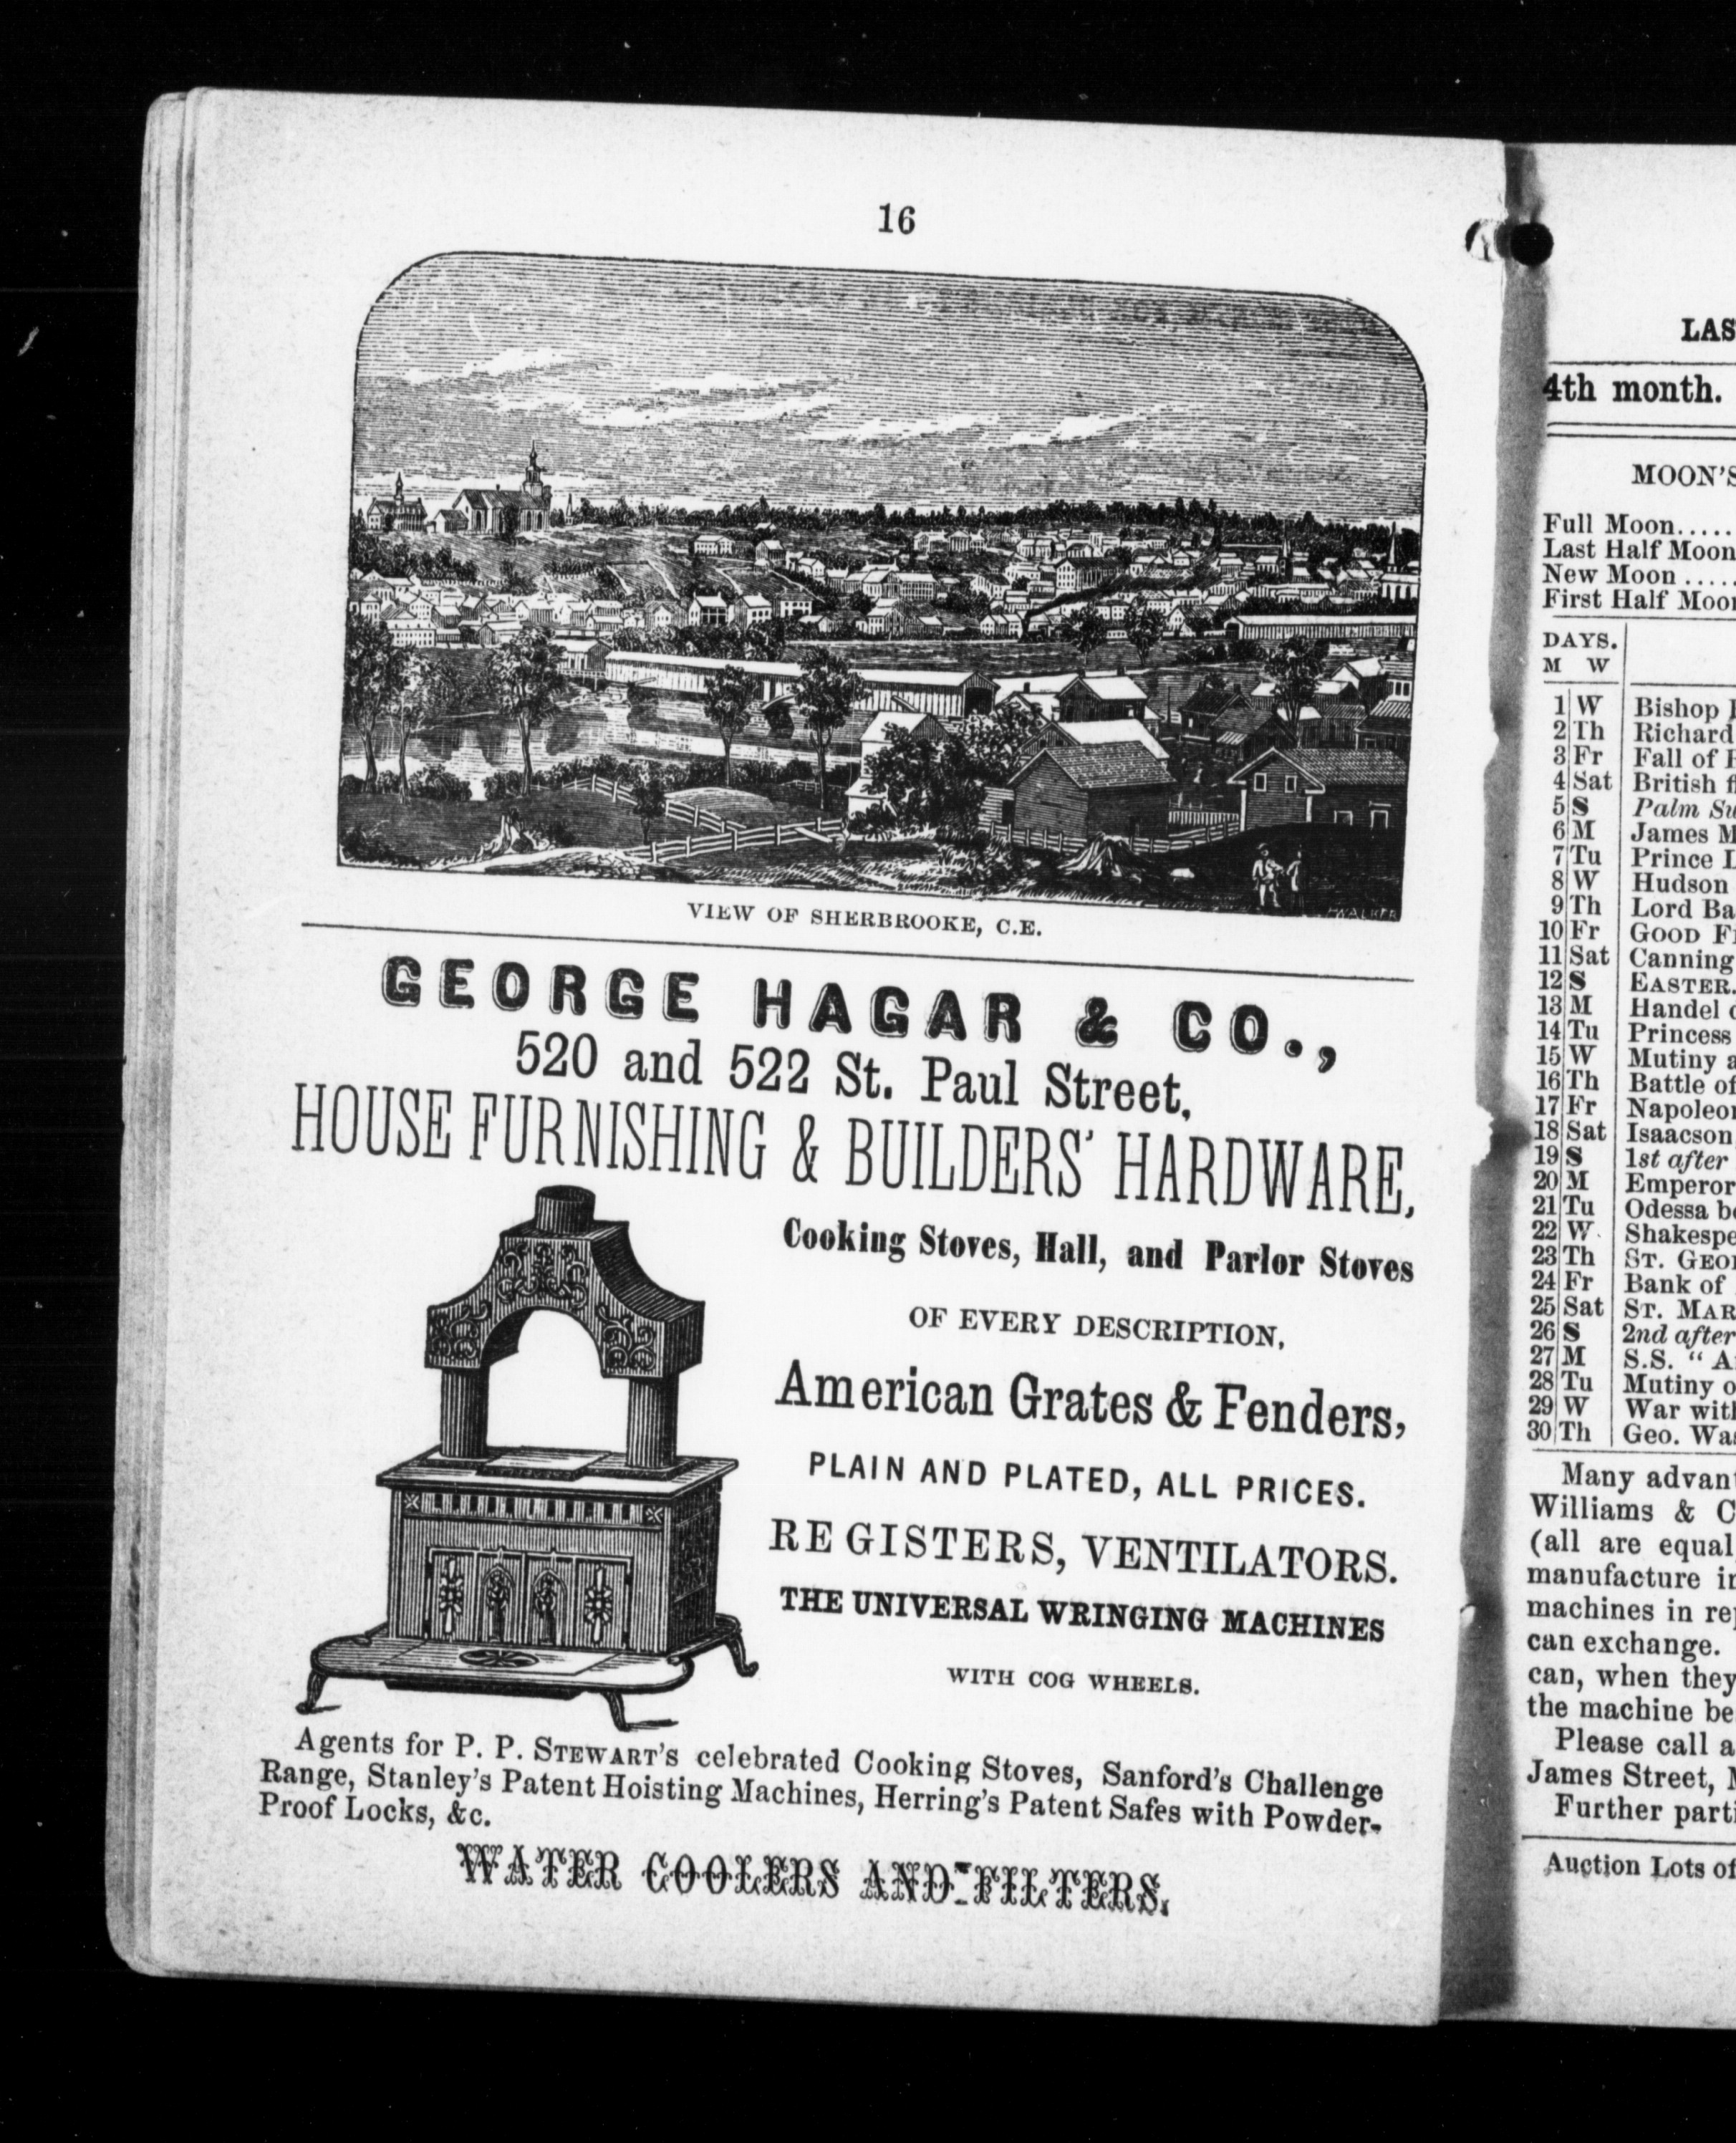 16
HWALKER
VIEW OF SHERBROOKE, C.E.
GEORGE HAGAR & CO.,
520 and 522 St. Paul Street,
HOUSE FURNISHING & BUILDERS' HARDWARE,
Cooking Stoves, Hall, and Parlor Stoves
OF EVERY DESCRIPTION,
American Grates & Fenders,
PLAIN AND PLATED, ALL PRICES.
REGISTERS, VENTILATORS.
THE UNIVERSAL WRINGING MACHINES
WITH COG WHEELS.
Agents for P. P. STEWART'S celebrated Cooking Stoves, Sanford's Challenge
Range, Stanley's Patent Hoisting Machines, Herring's Patent Safes with Powder-
Proof Locks, &c.
WATER COOLERS AND FILTERS.
LAS
4th month.
MOON'S
Full Moon.....
Last Half Moon
New Moon .....
First Half Moon
DAYS.
M W
1 W Bishop
2 Th Richard
3 Fr Fall of
4 Sat British
5 S Palm Su
6 M James M
7 Tu Prince L
8 W Hudson
9 Th Lord Ba
10 Fr GOOD F
11 Sat Canning
12 S EASTER.
13 M Handel
14 Tu Princess
15 W Mutiny a
16 Th Battle of
17 Fr Napoleon
18 Sat Isaacson
19 S 1st after
20 M Emperor
21 Tu Odessa b
22 W Shakespe
23 Th ST. GEO
24 Fr Bank of
25 Sat ST. MAR
26 S 2nd after
27 M S.S. " A
28 Tu Mutiny o
29 W War with
30 Th Geo. Was
Many advant
Williams & C
(all are equal
manufacture in
machines in rep
can exchange.
can, when they
the machine be
Please call a
James Street, M
Further parti
Auction Lots of